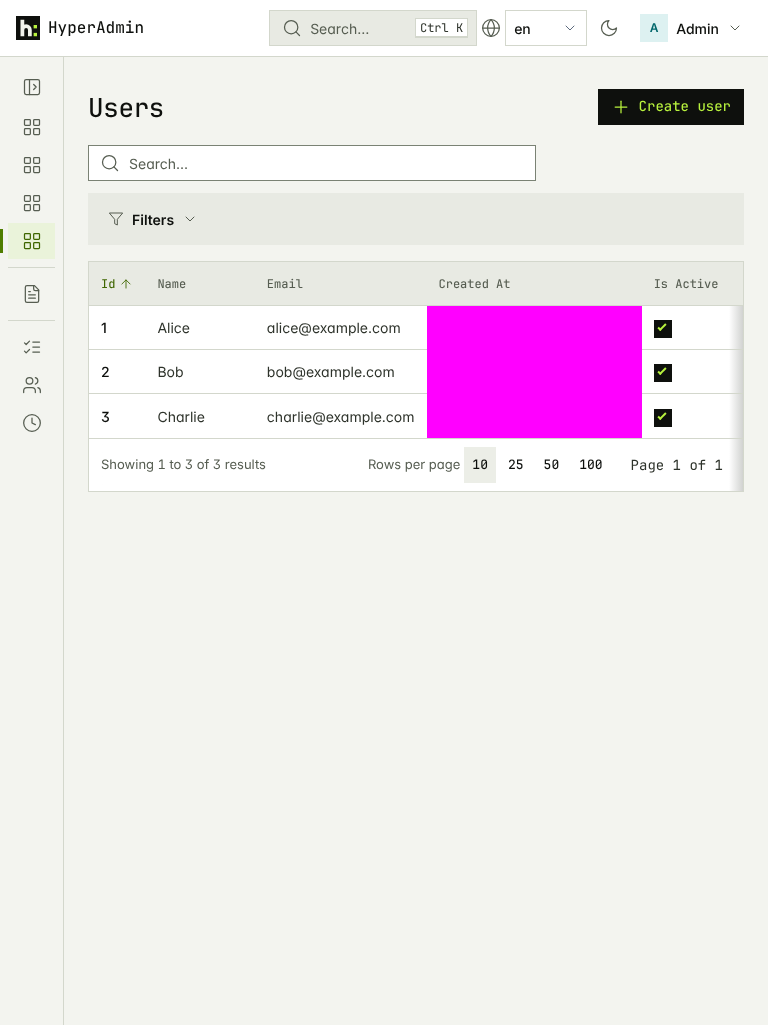 h: HyperAdmin Search... Ctrl K en A Admin
Users
Create user
Search...
Filters
Id Name Email Created At Is Active
1 Alice alice@example.com
2 Bob bob@example.com
3 Charlie charlie@example.com
Showing 1 to 3 of 3 results Rows per page 10 25 50 100 Page 1 of 1